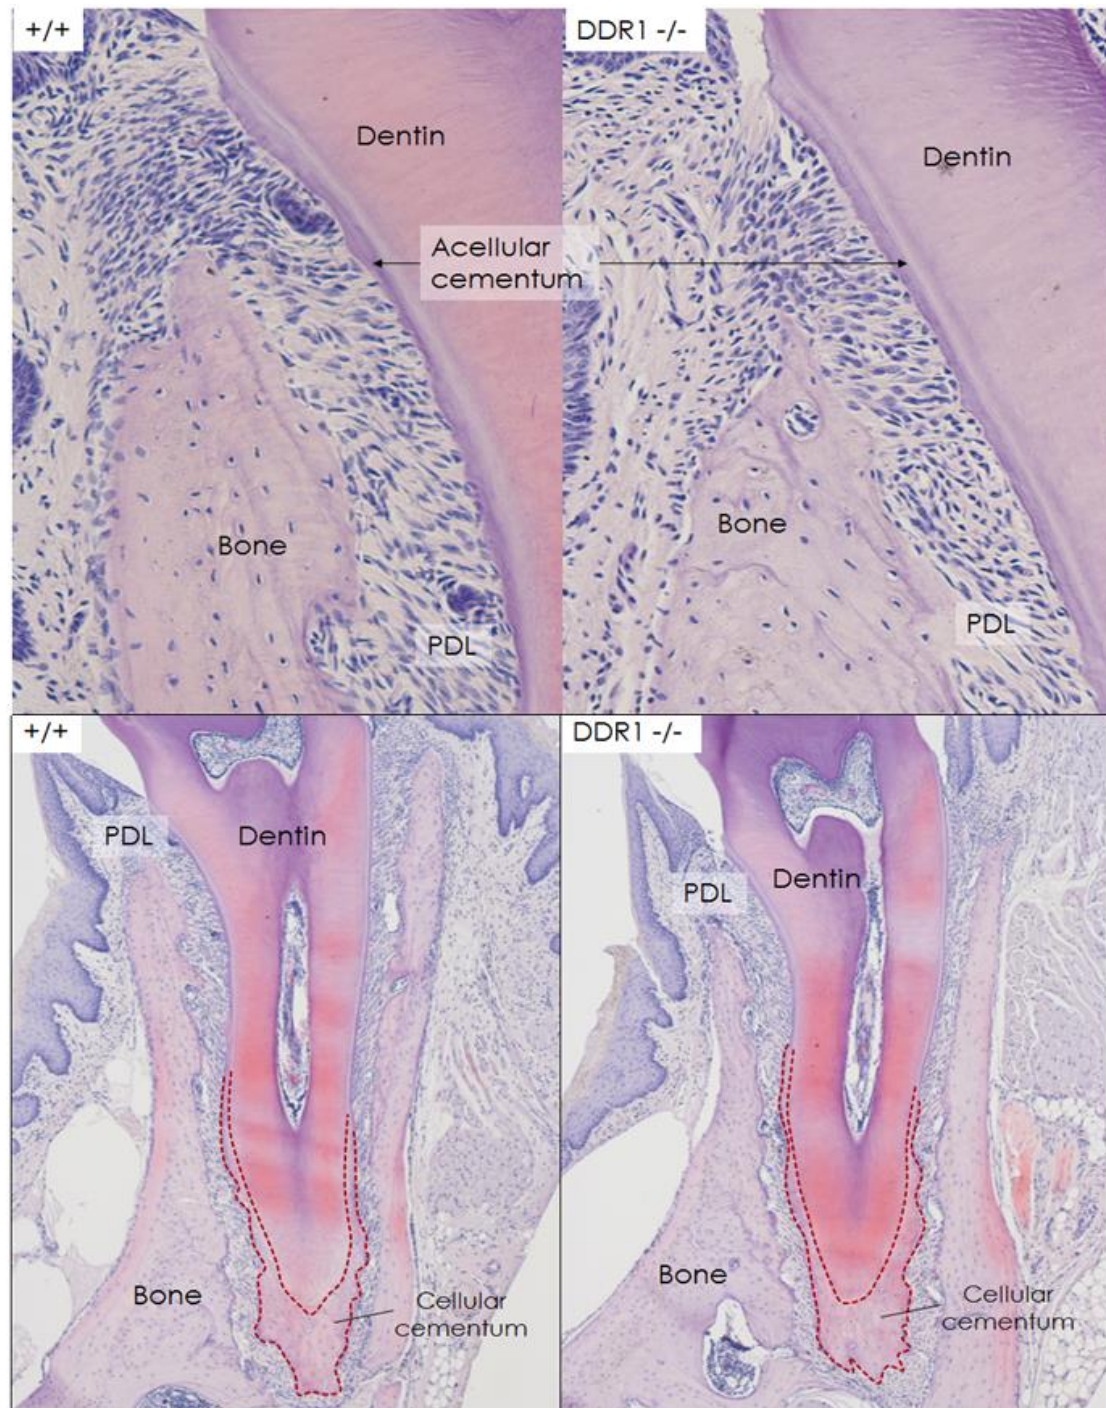 +/+
DDR1 -/-
Dentin
Dentin
Acellular
cementum
Bone
Bone
PDL
PDL
+/+
DDR1 -/-
PDL
Dentin
PDL
Dentin
Bone
Cellular
cementum
Bone
Cellular
cementum